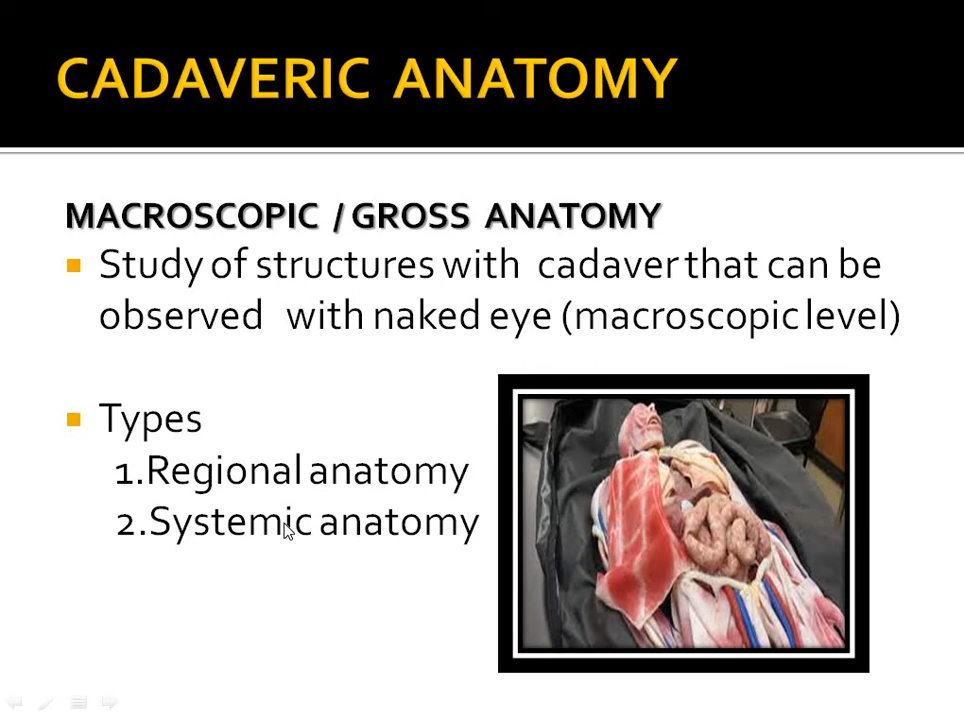 CADAVERIC ANATOMY
MACROSCOPIC / GROSS ANATOMY
Study of structures with cadaver that can be
observed with naked eye (macroscopic level)
Types
1.Regional anatomy
2.Systemic anatomy